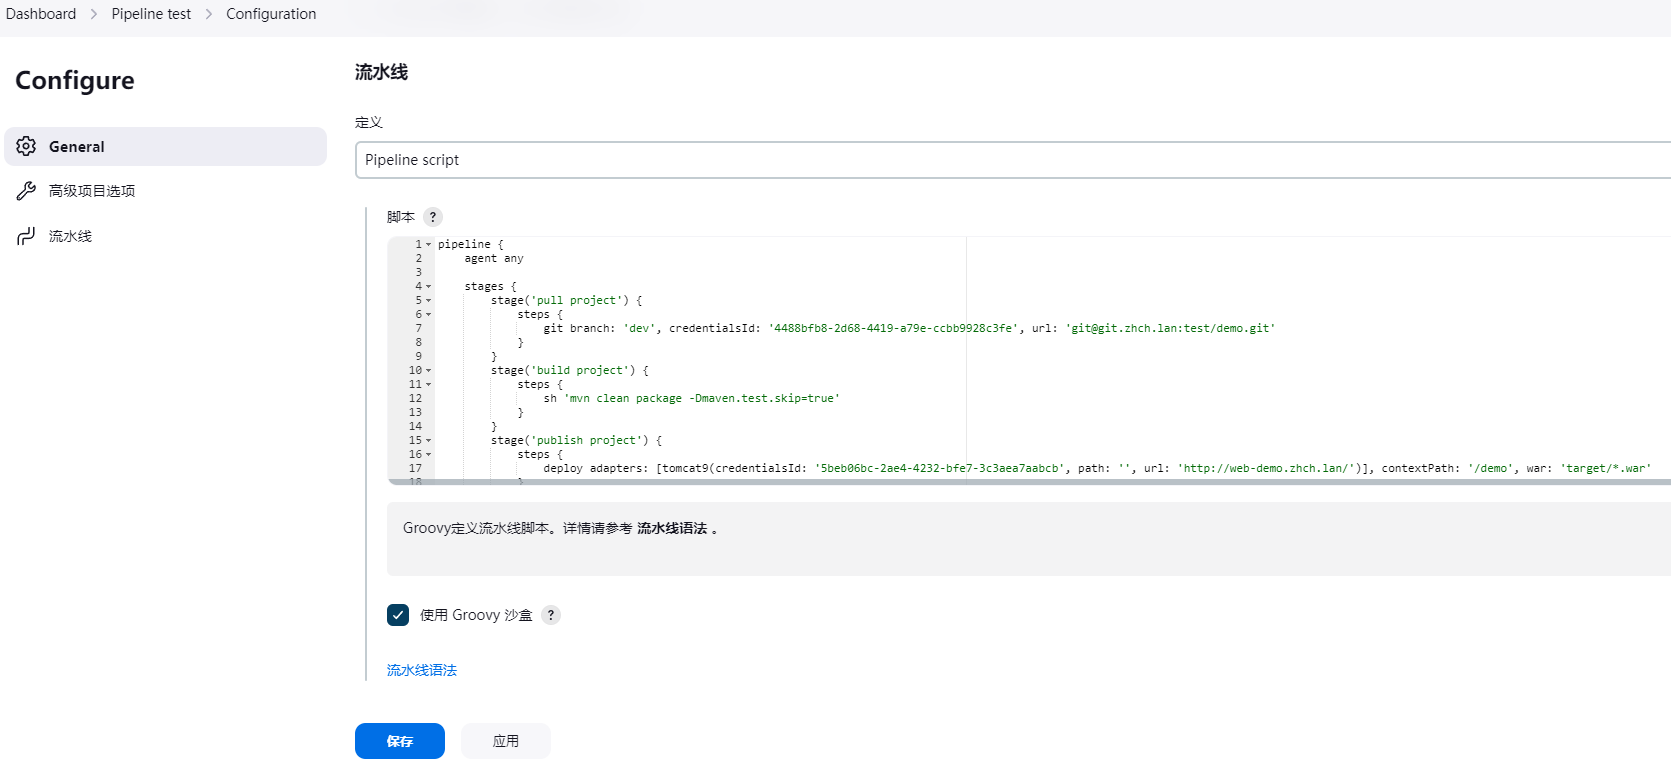 Dashboard > Pipeline test > Configuration
Configure
General
高级项目选项
流水线
流水线
定义
Pipeline script
脚本 ?
1 pipeline {
2     agent any
3
4     stages {
5         stage('pull project') {
6             steps {
7                 git branch: 'dev', credentialsId: '4488bfb8-2d68-4419-a79e-ccbb9928c3fe', url: 'git@git.zhch.lan:test/demo.git'
8             }
9         }
10         stage('build project') {
11             steps {
12                 sh 'mvn clean package -Dmaven.test.skip=true'
13             }
14         }
15         stage('publish project') {
16             steps {
17                 deploy adapters: [tomcat9(credentialsId: '5beb06bc-2ae4-4232-bfe7-3c3aea7aabcb', path: '', url: 'http://web-demo.zhch.lan/')], contextPath: '/demo', war: 'target/*.war'
18             }
Groovy定义流水线脚本。详情请参考 流水线语法 。
使用 Groovy 沙盒 ?
流水线语法
保存
应用